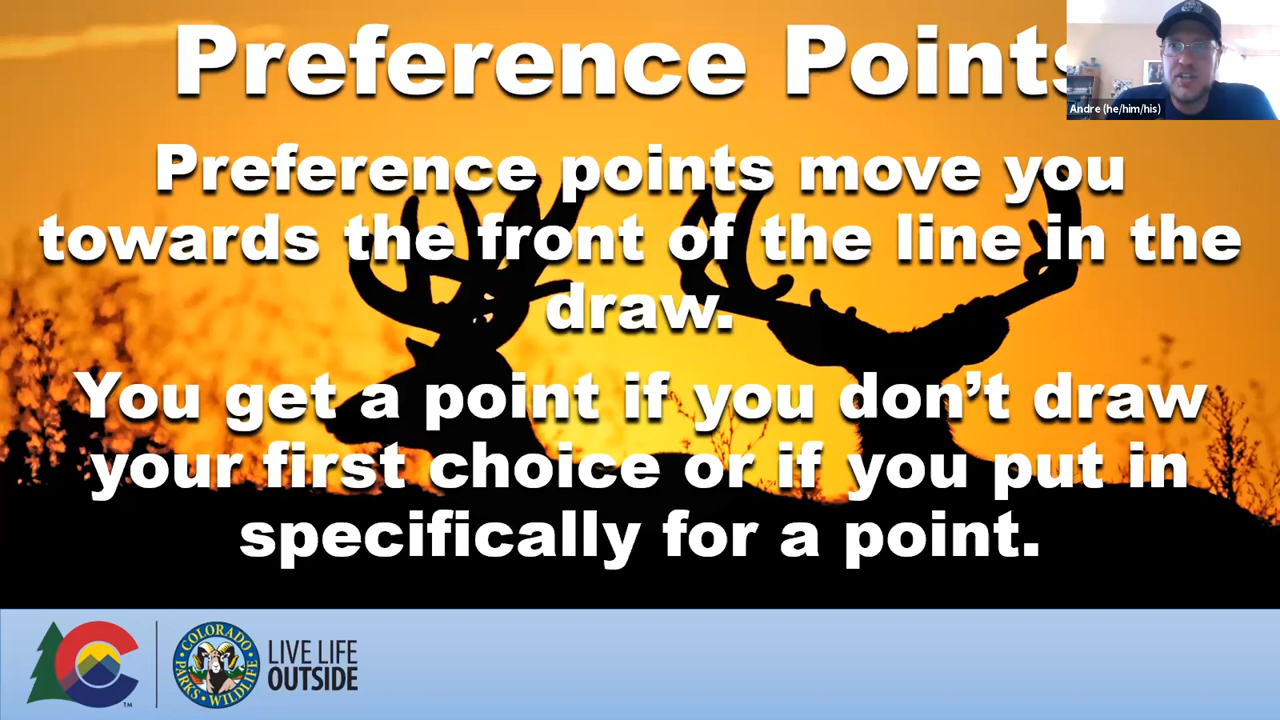 Preference Points
Andre (he/him/his)
Preference points move you
towards the front of the line in the
draw.
You get a point if you don’t draw
your first choice or if you put in
specifically for a point.
C
TM
COLORADO
PARKS • WILDLIFE
LIVE LIFE
OUTSIDE